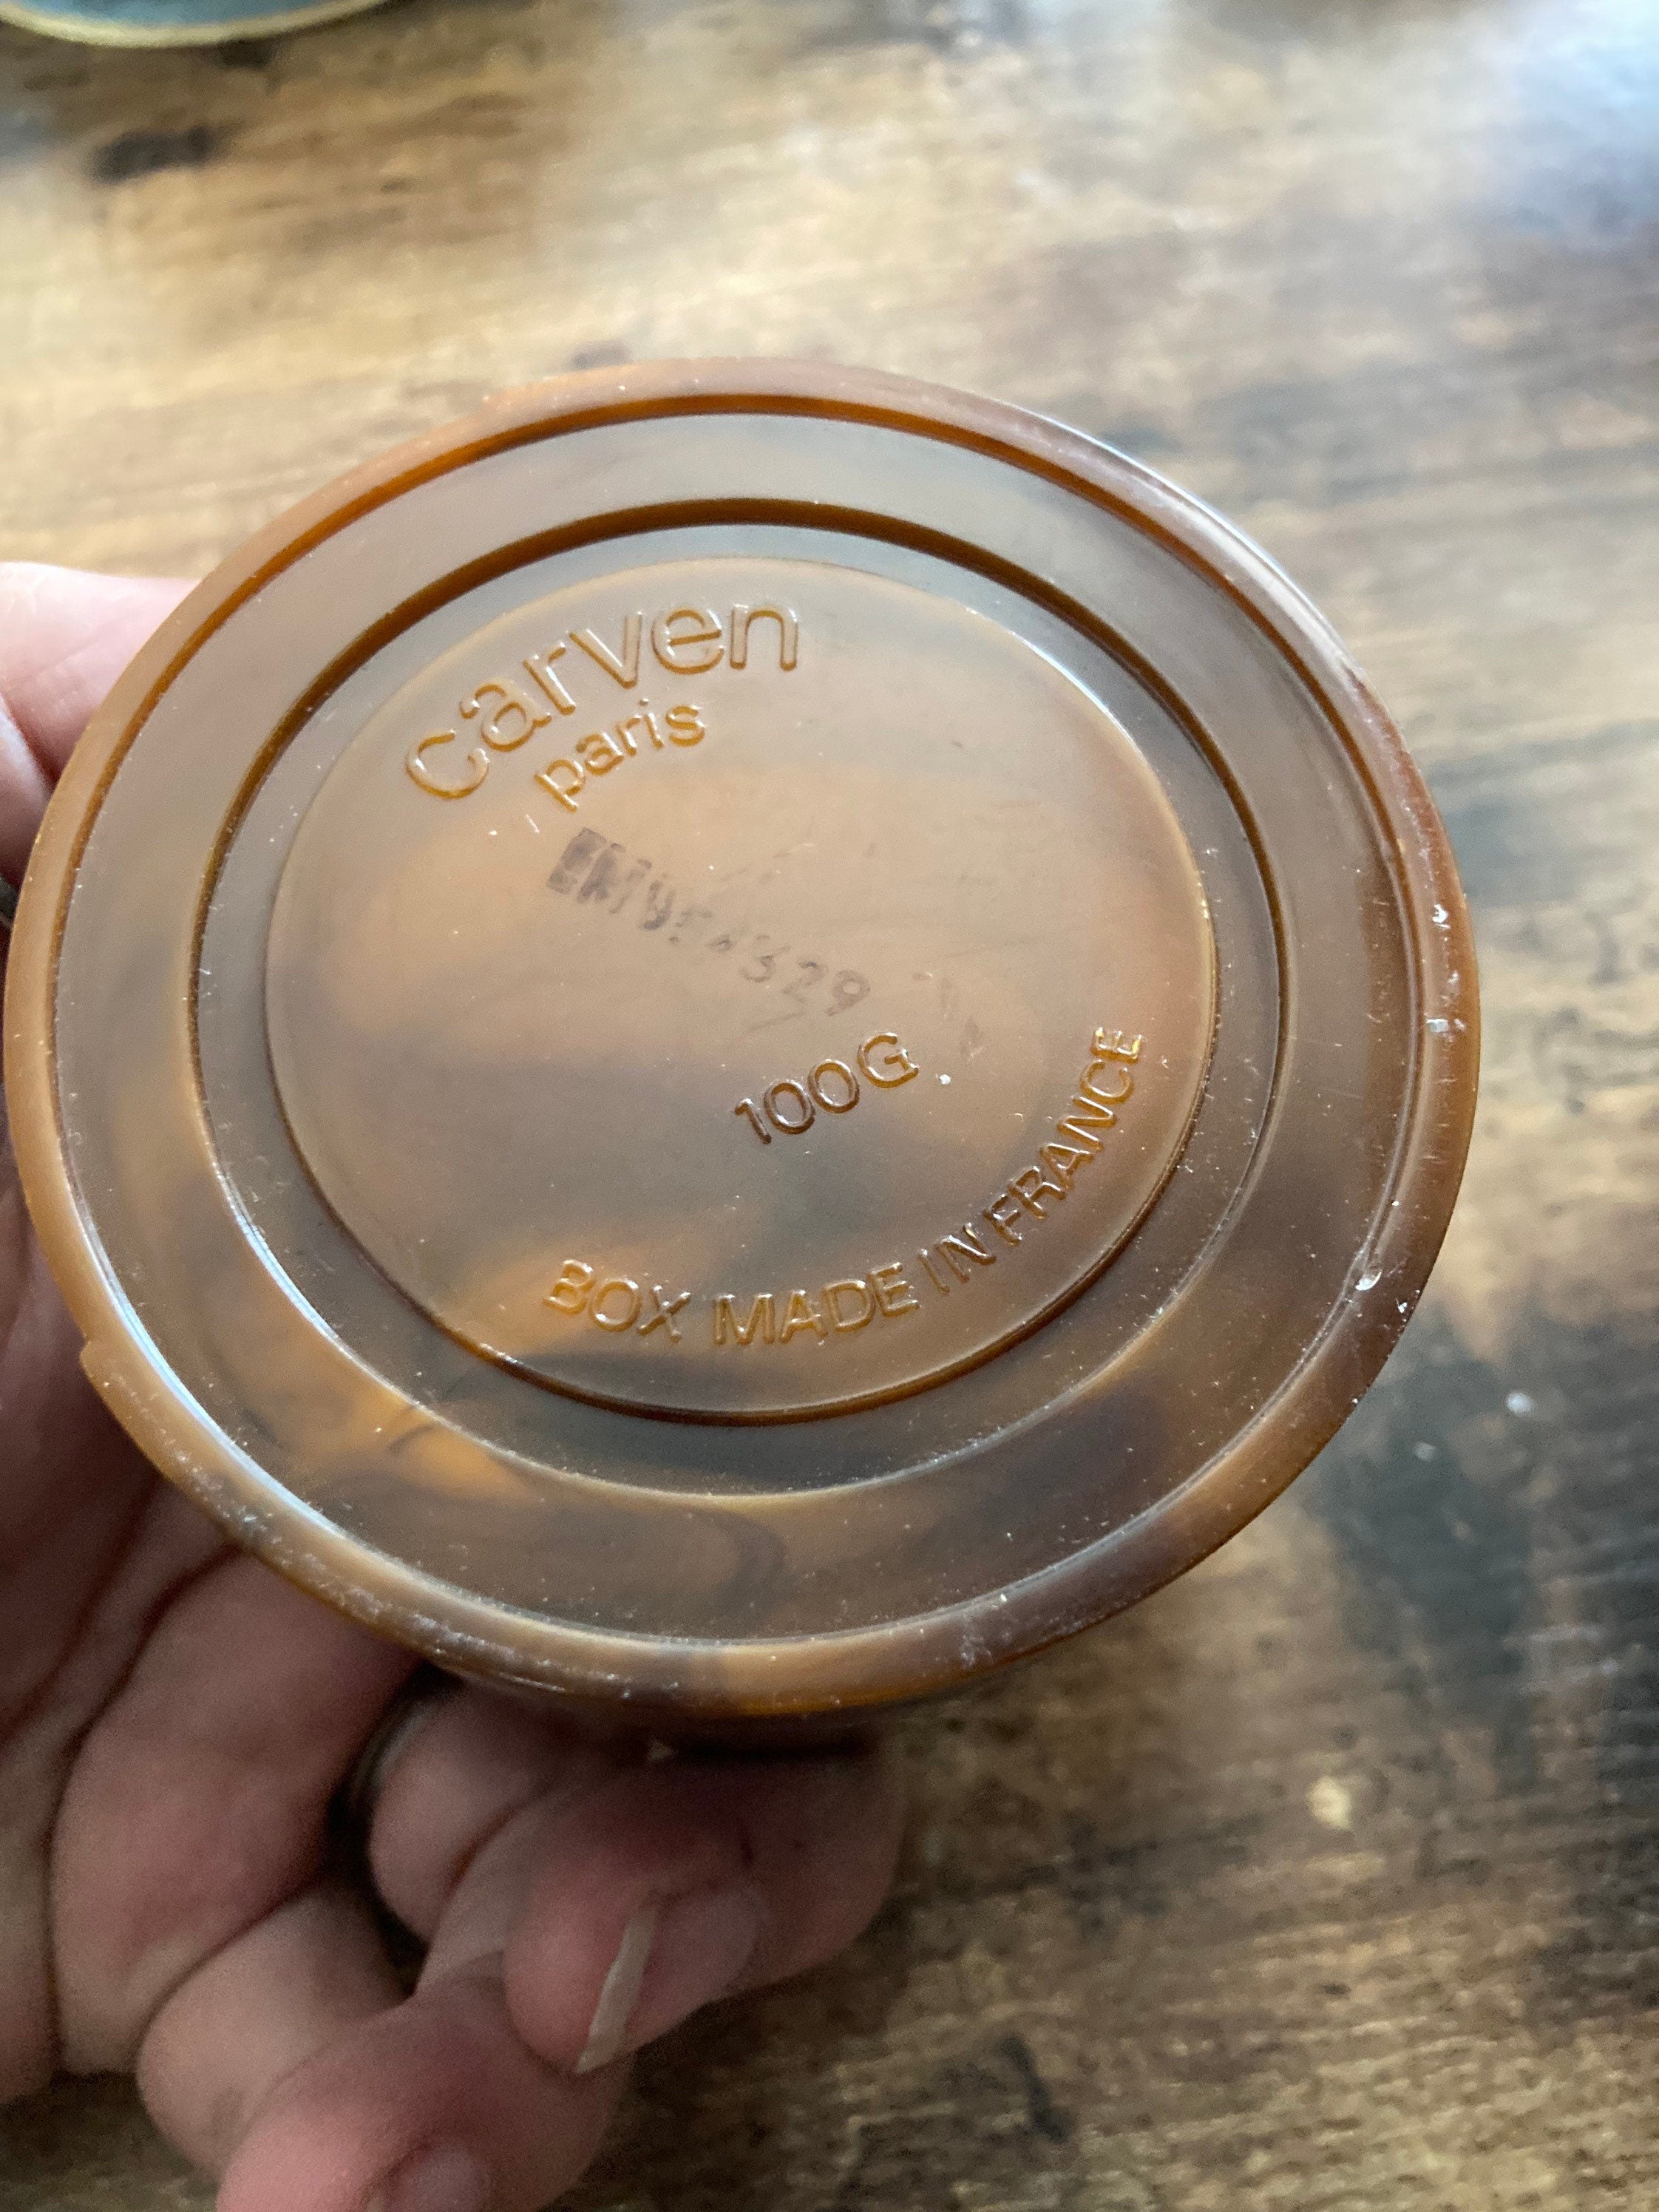 carven
paris
100G
BOX MADE IN FRANCE